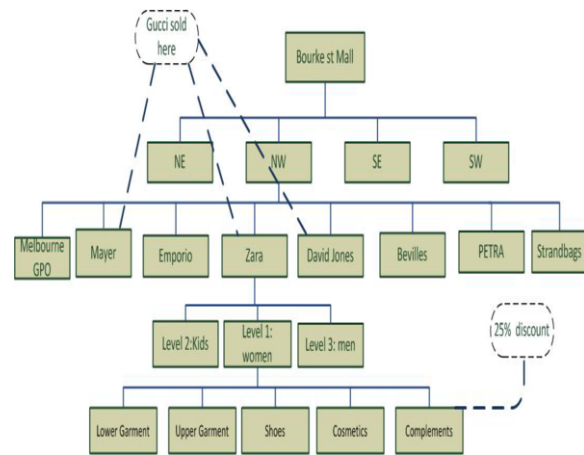 Gucci sold
here
Bourke st Mall
NE
NW
SE
SW
Melbourne
GPO
Mayer
Emporio
Zara
David Jones
Bevilles
PETRA
Strandbags
Level 2:Kids
Level 1:
women
Level 3: men
25% discount
Lower Garment
Upper Garment
Shoes
Cosmetics
Complements